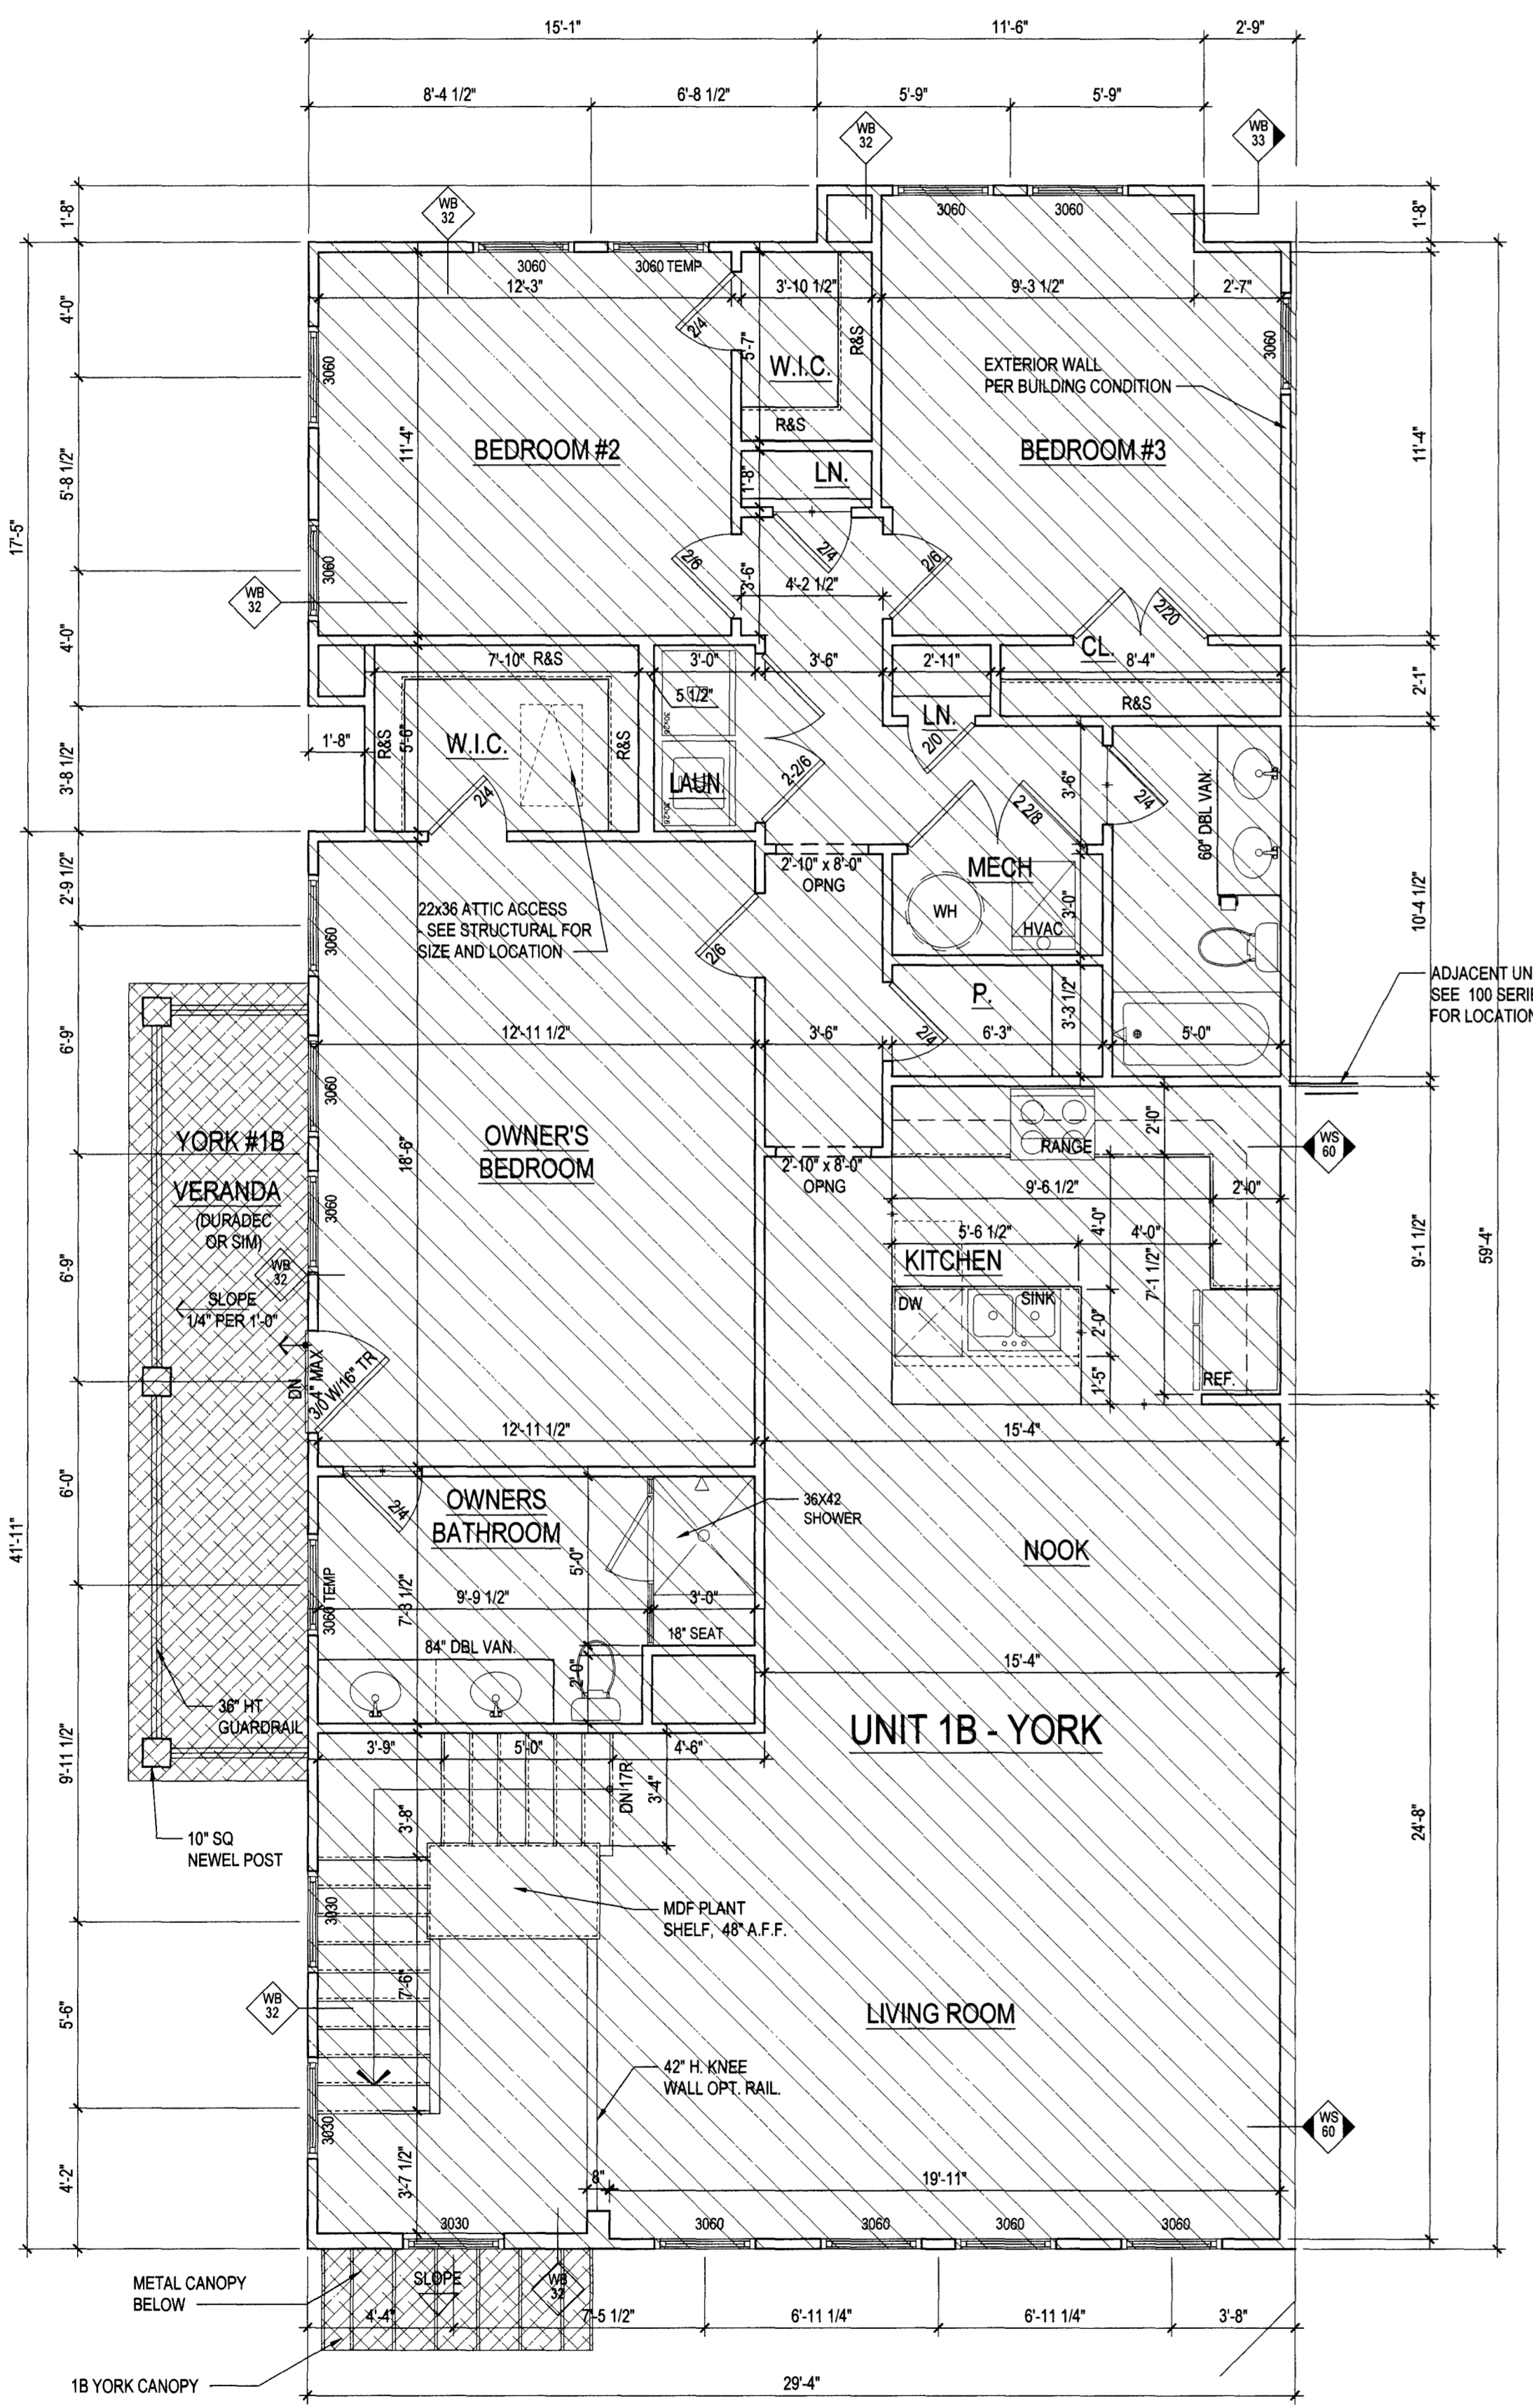 15'-1"
11'-6"
2'-9"
8'-4 1/2"
6'-8 1/2"
5'-9"
5'-9"
WB
32
WB
33
WB
32
1'-8"
3060
3060
1'-8"
3060
3060 TEMP
12'-3"
3'-10 1/2"
9'-3 1/2"
2'-7"
4'-0"
2/4
5'-7"
R&S
3060
3060
W.I.C.
EXTERIOR WALL
PER BUILDING CONDITION
R&S
BEDROOM #2
11'-4"
BEDROOM #3
11'-4"
5'-8 1/2"
1'-8"
LN.
17'-5"
2/6
2/4
2/6
3060
3'-6"
4'-2 1/2"
WB
32
2/20
4'-0"
CL.
7'-10"
R&S
3'-0"
3'-6"
2'-11"
8'-4"
5 1/2"
2'-1"
R&S
LN.
1'-8"
R&S
5'-6"
W.I.C.
R&S
2/0
3'-8 1/2"
30x28
LAUN.
30x28
2-2/6
2/4
3'-6"
2/4
2 2/8
60" DBL VAN.
2'-10" x 8'-0"
OPNG
MECH
2'-9 1/2"
22x36 ATTIC ACCESS
- SEE STRUCTURAL FOR
SIZE AND LOCATION
WH
HVAC
3'-0"
10'-4 1/2"
3060
2/6
ADJACENT UN
SEE 100 SERIE
FOR LOCATION
P.
3'-3 1/2"
12'-11 1/2"
3'-6"
2/4
6'-3"
5'-0"
6'-9"
3060
YORK #1B
VERANDA
(DURADEC
OR SIM)
OWNER'S
BEDROOM
18'-6"
2'-10" x 8'-0"
OPNG
RANGE
2'-0"
WS
60
9'-6 1/2"
2'-0"
3060
5'-6 1/2"
4'-0"
4'-0"
KITCHEN
7'-1 1/2"
9'-1 1/2"
59'-4"
6'-9"
WB
32
SLOPE
1/4" PER 1'-0"
DW
SINK
2'-0"
DN
4" MAX
3/0 W/16" TR
1'-5"
REF.
12'-11 1/2"
15'-4"
6'-0"
2/4
OWNERS
BATHROOM
36X42
SHOWER
NOOK
41'-11"
5'-0"
3060 TEMP
7'-8 1/2"
9'-9 1/2"
3'-0"
18" SEAT
84" DBL VAN.
15'-4"
2'-0"
36" HT
GUARDRAIL
UNIT 1B - YORK
9'-11 1/2"
3'-9"
5'-0"
4'-6"
DN 17R
3'-4"
3'-8"
24'-8"
10" SQ
NEWEL POST
MDF PLANT
SHELF, 48" A.F.F.
3030
7'-6"
WB
32
LIVING ROOM
5'-6"
42" H. KNEE
WALL OPT. RAIL.
3030
WS
60
4'-2"
3'-7 1/2"
8"
19'-11"
3030
3060
3060
3060
3060
METAL CANOPY
BELOW
SLOPE
WB
32
4'-4"
7'-5 1/2"
6'-11 1/4"
6'-11 1/4"
3'-8"
1B YORK CANOPY
29'-4"